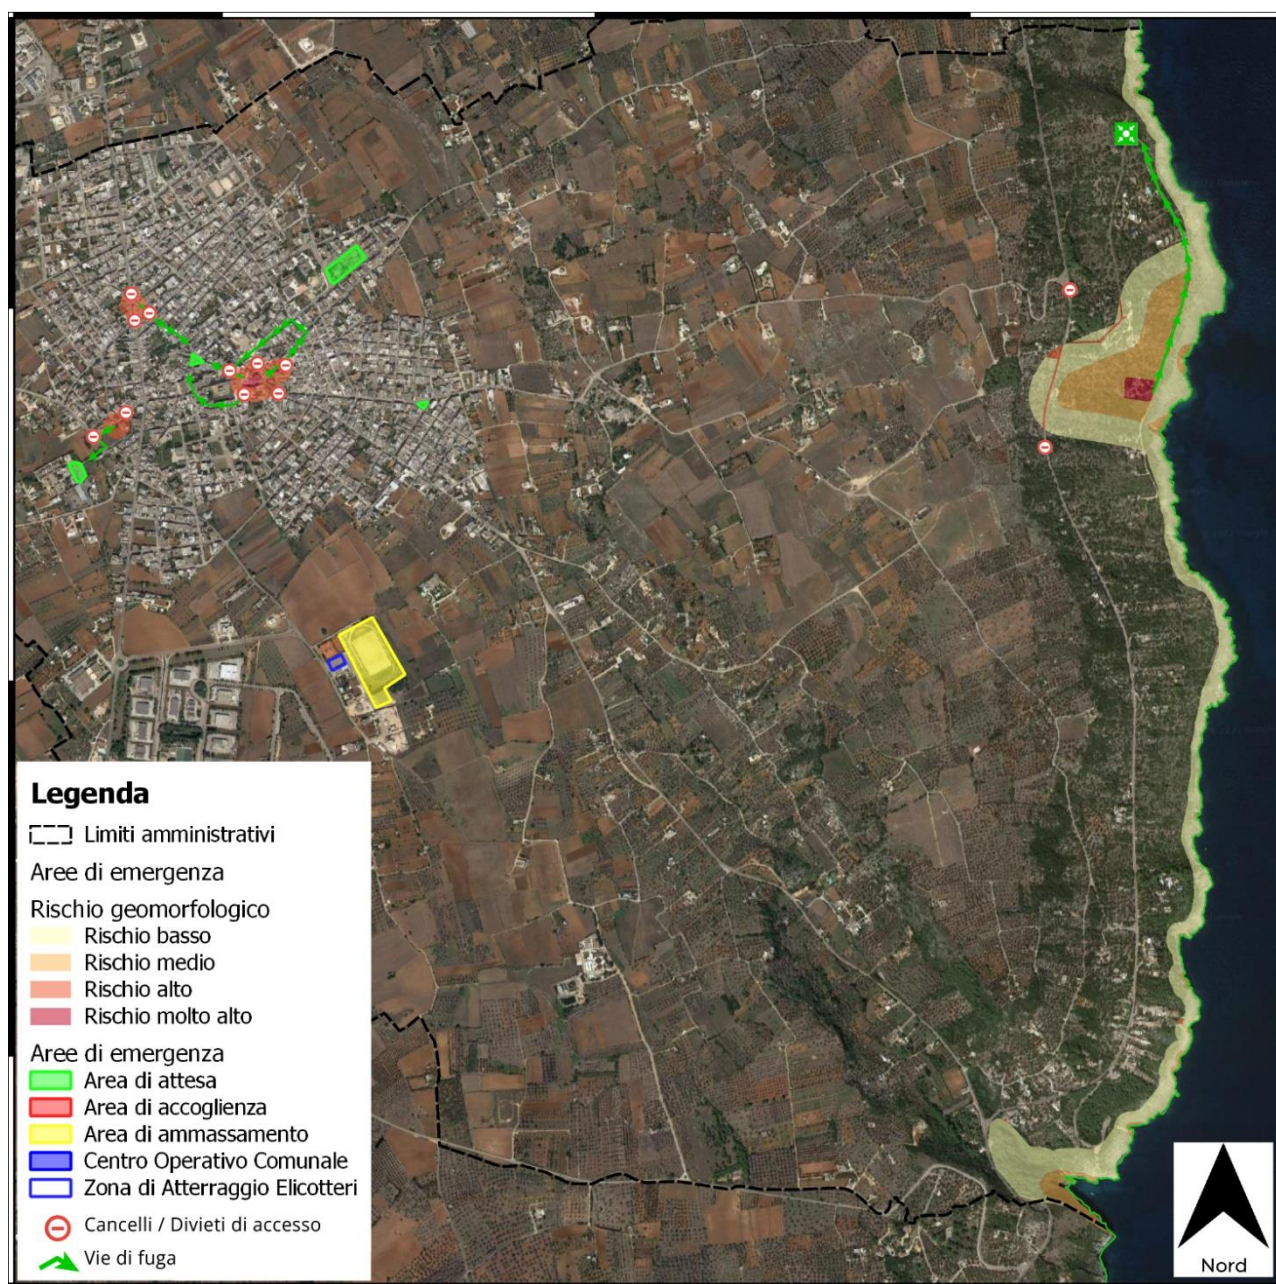 Legenda
Limiti amministrativi
Aree di emergenza
Rischio geomorfologico
Rischio basso
Rischio medio
Rischio alto
Rischio molto alto
Aree di emergenza
Area di attesa
Area di accoglienza
Area di ammassamento
Centro Operativo Comunale
Zona di Atterraggio Elicotteri
Cancelli / Divieti di accesso
Vie di fuga
Nord